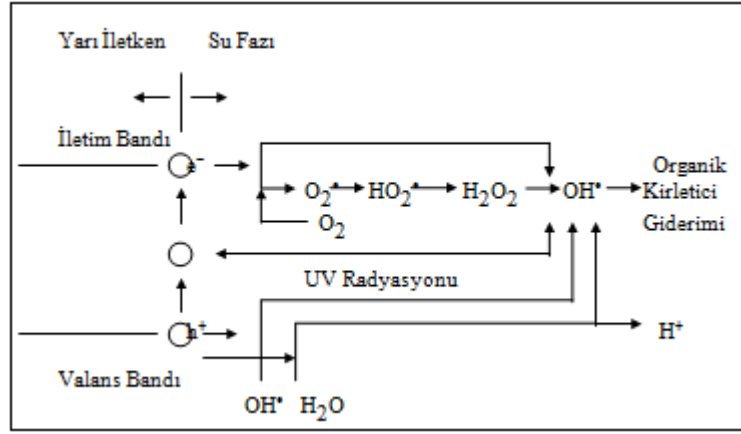 Yarı İletken Su Fazı
İletim Bandı
e⁻
Organik
O₂• HO₂• H₂O₂ OH• Kirletici
O₂ Giderimi
UV Radyasyonu
h⁺ H⁺
Valans Bandı
OH• H₂O